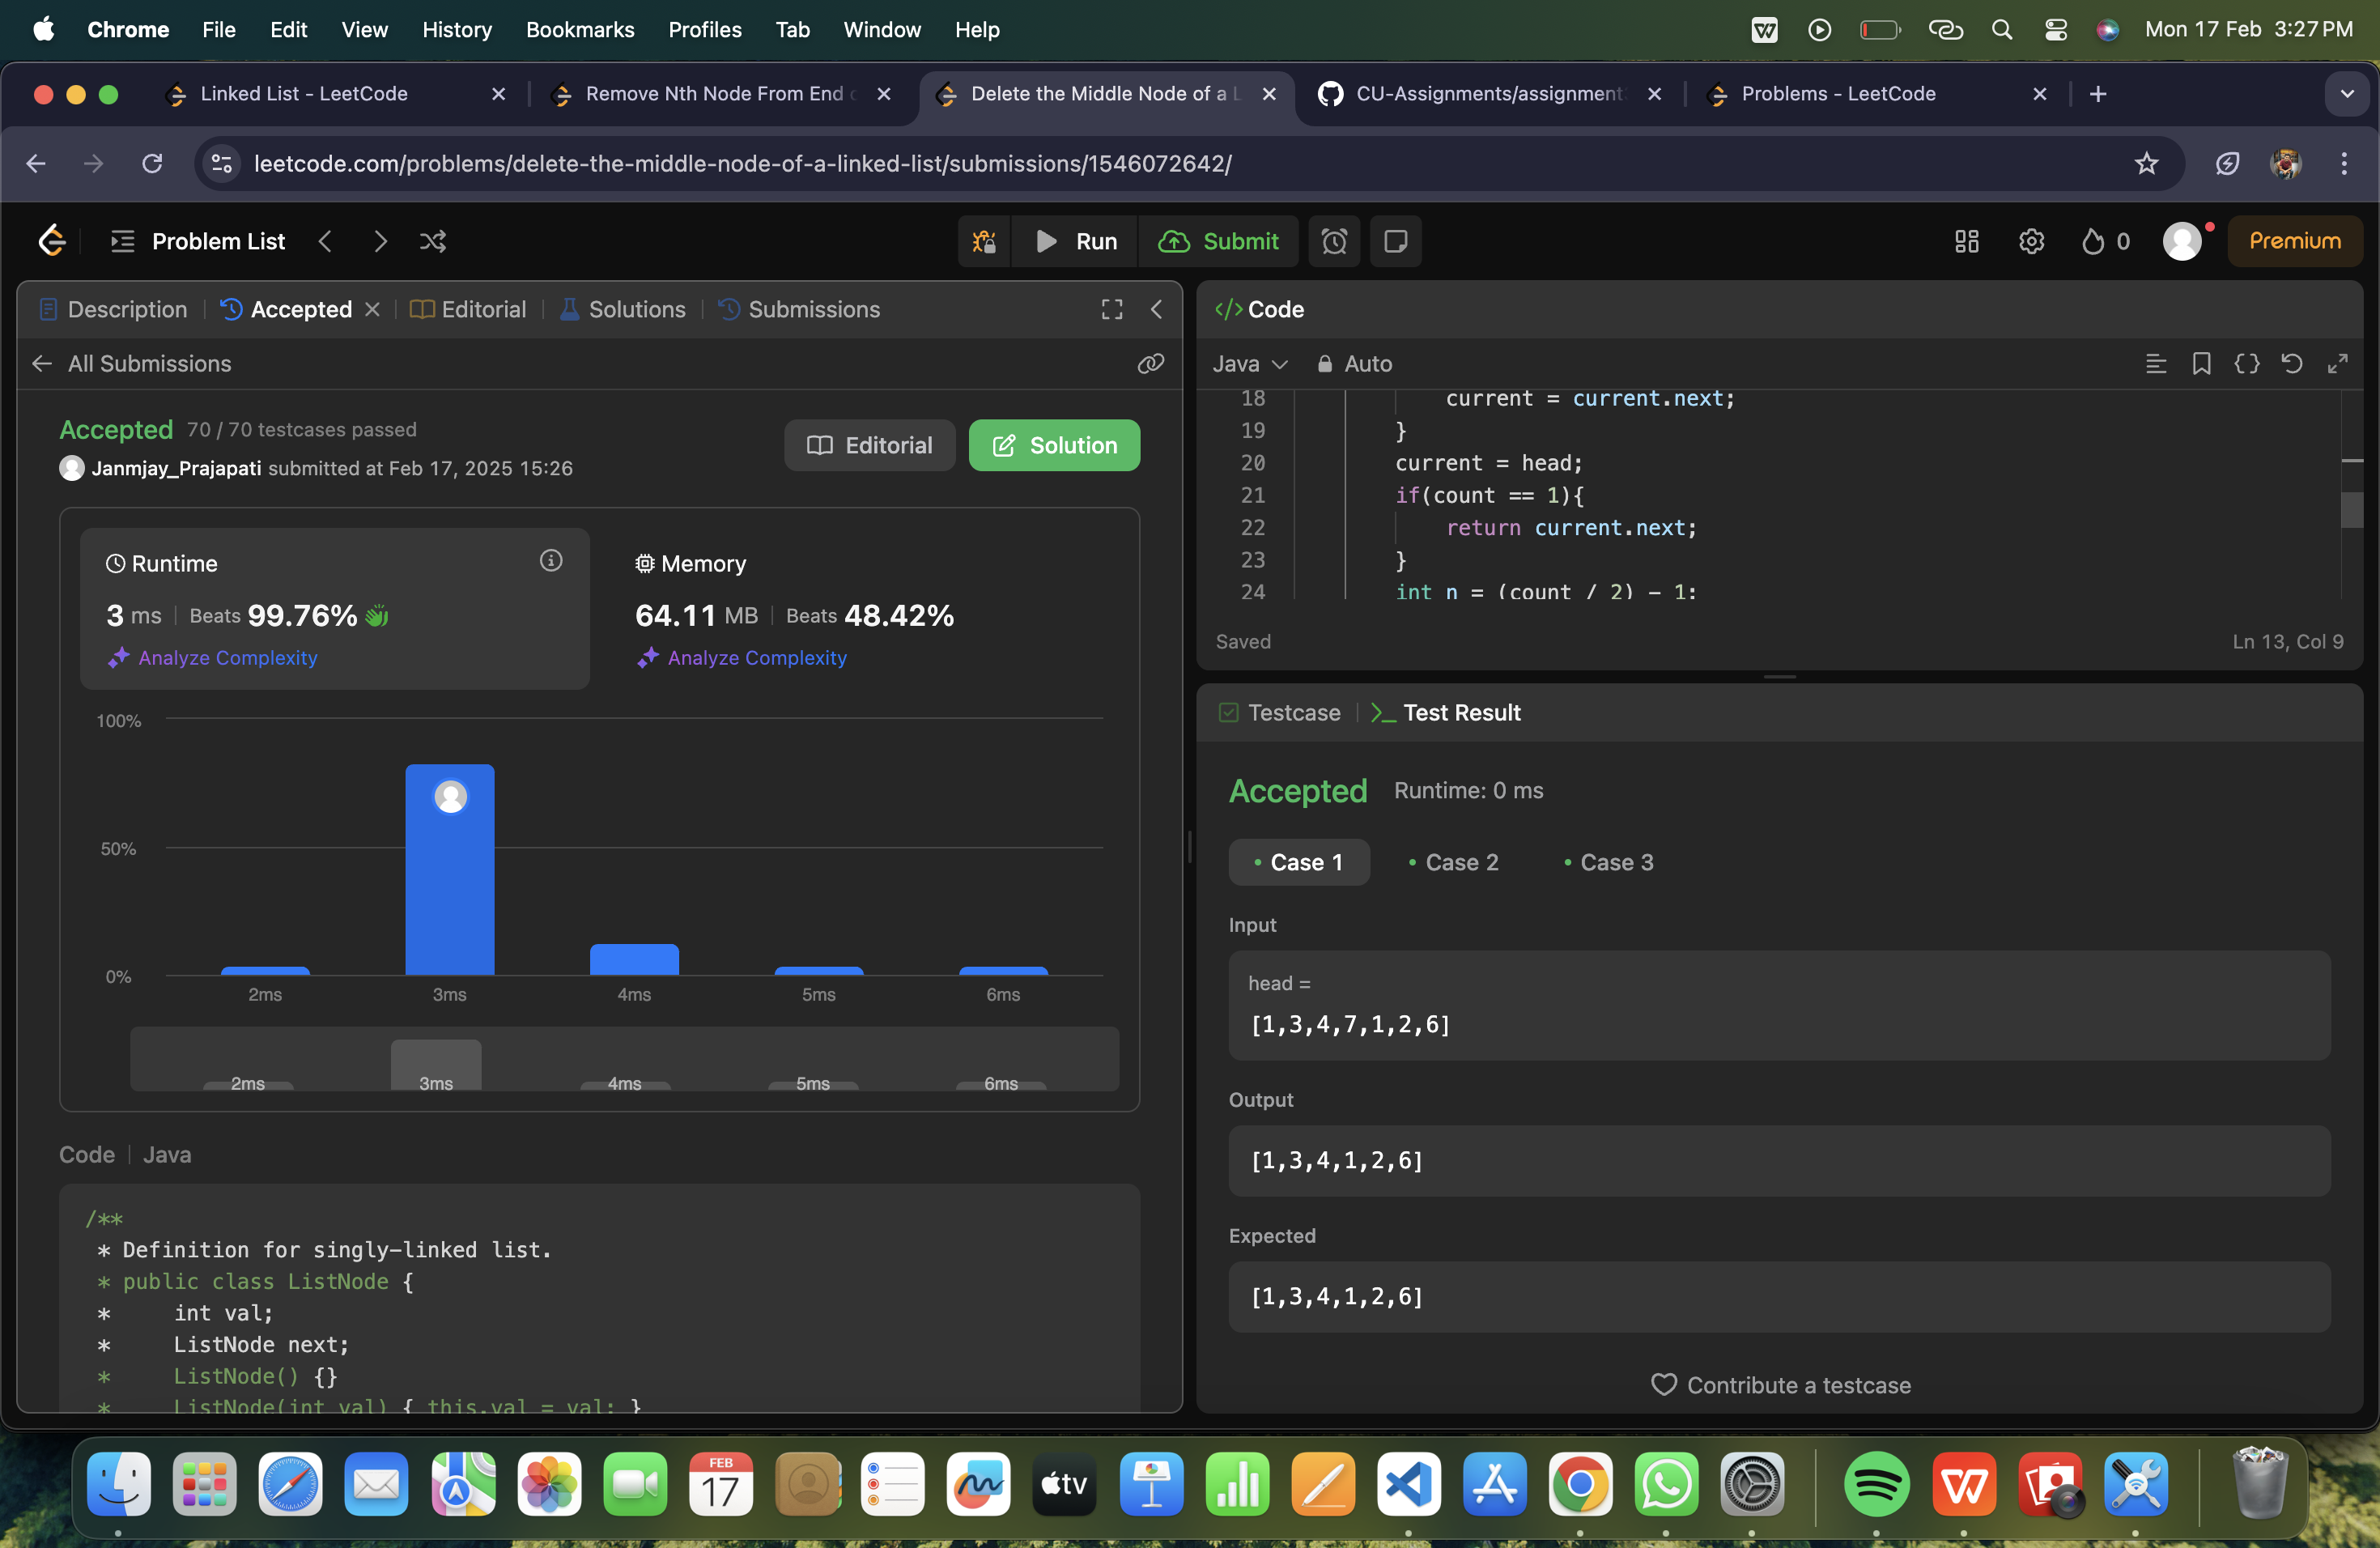 Chrome File Edit View History Bookmarks Profiles Tab Window Help Mon 17 Feb 3:27 PM
Linked List - LeetCode
Remove Nth Node From End
Delete the Middle Node of a L
CU-Assignments/assignment
Problems - LeetCode
leetcode.com/problems/delete-the-middle-node-of-a-linked-list/submissions/1546072642/
Problem List Run Submit 0 Premium
Description Accepted Editorial Solutions Submissions
All Submissions
Accepted 70 / 70 testcases passed
Janmjay_Prajapati submitted at Feb 17, 2025 15:26
Editorial Solution
Runtime
3 ms Beats 99.76%
Analyze Complexity
Memory
64.11 MB Beats 48.42%
Analyze Complexity
100%
50%
0%
2ms 3ms 4ms 5ms 6ms
2ms 3ms 4ms 5ms 6ms
Code Java
/**
* Definition for singly-linked list.
* public class ListNode {
* int val;
* ListNode next;
* ListNode() {}
* ListNode(int val) { this.val = val; }
</> Code
Java Auto
18 current = current.next;
19 }
20 current = head;
21 if(count == 1){
22 return current.next;
23 }
24 int n = (count / 2) - 1;
Saved Ln 13, Col 9
Testcase >_ Test Result
Accepted Runtime: 0 ms
Case 1 Case 2 Case 3
Input
head =
[1,3,4,7,1,2,6]
Output
[1,3,4,1,2,6]
Expected
[1,3,4,1,2,6]
Contribute a testcase
FEB
17
tv